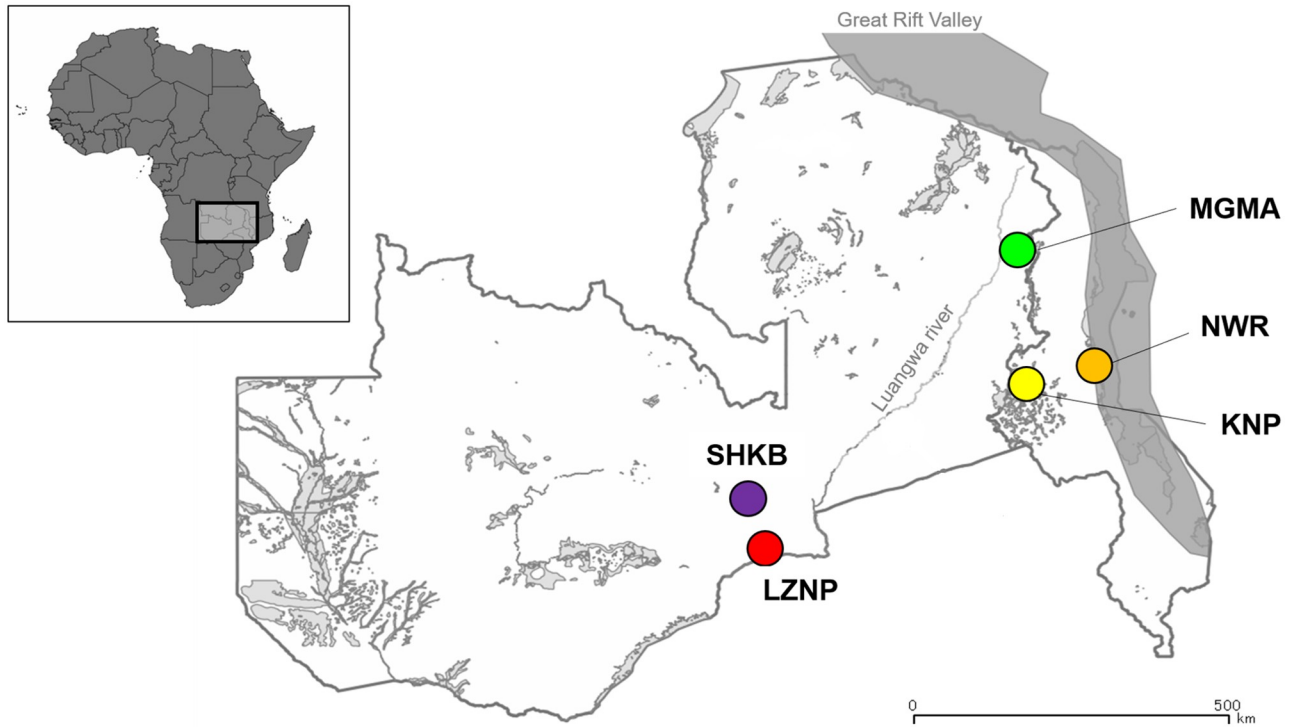 Great Rift Valley
MGMA
NWR
Luangwa river
KNP
SHKB
LZNP
0 500
km